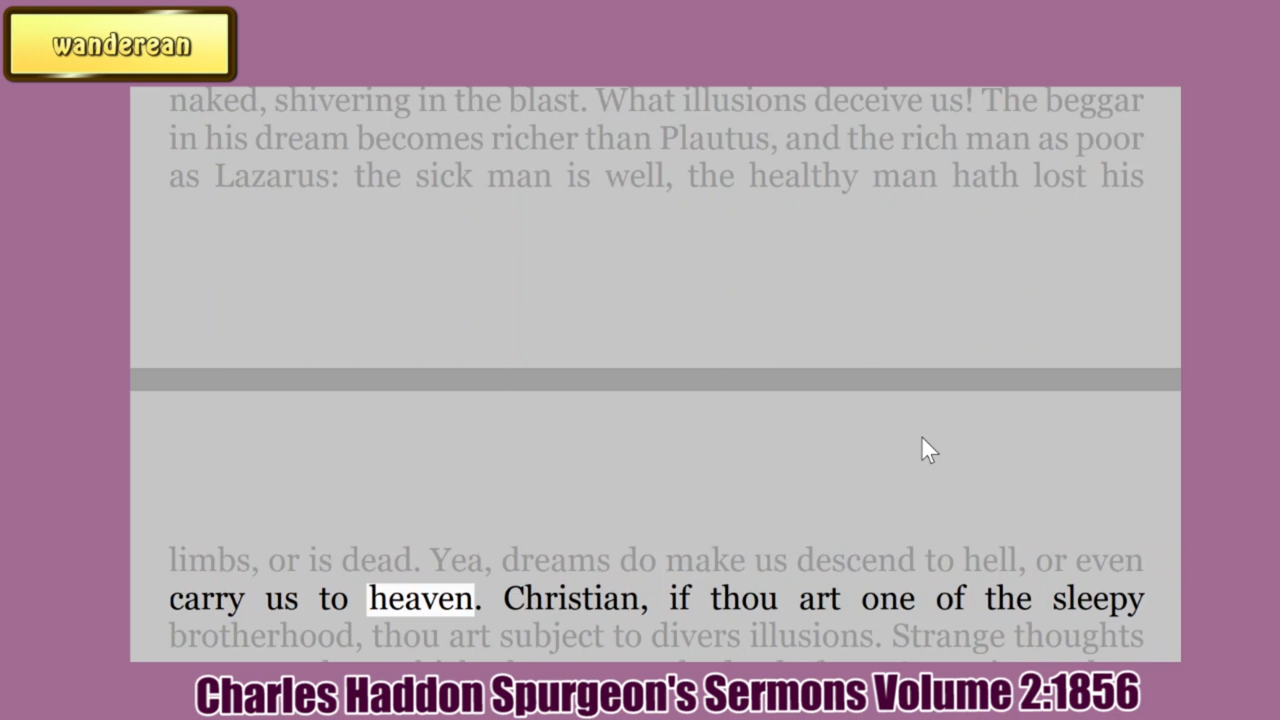 wanderean
naked, shivering in the blast. What illusions deceive us! The beggar
in his dream becomes richer than Plautus, and the rich man as poor
as Lazarus: the sick man is well, the healthy man hath lost his
limbs, or is dead. Yea, dreams do make us descend to hell, or even
carry us to heaven. Christian, if thou art one of the sleepy
brotherhood, thou art subject to divers illusions. Strange thoughts
Charles Haddon Spurgeon's Sermons Volume 2:1856